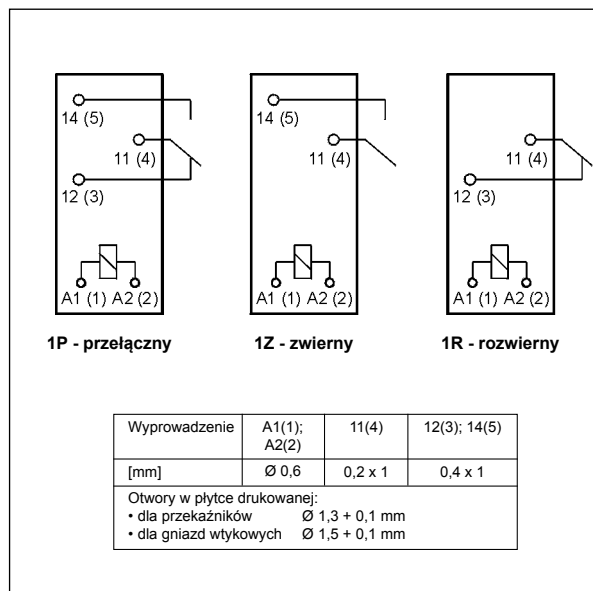 14 (5)
11 (4)
12 (3)
A1 (1) A2 (2)
1P - przełączny
14 (5)
11 (4)
A1 (1) A2 (2)
1Z - zwierny
11 (4)
12 (3)
A1 (1) A2 (2)
1R - rozwierny
Wyprowadzenie A1(1); 11(4) 12(3); 14(5)
A2(2)
[mm] Ø 0,6 0,2 x 1 0,4 x 1
Otwory w płytce drukowanej:
• dla przekaźników Ø 1,3 + 0,1 mm
• dla gniazd wtykowych Ø 1,5 + 0,1 mm